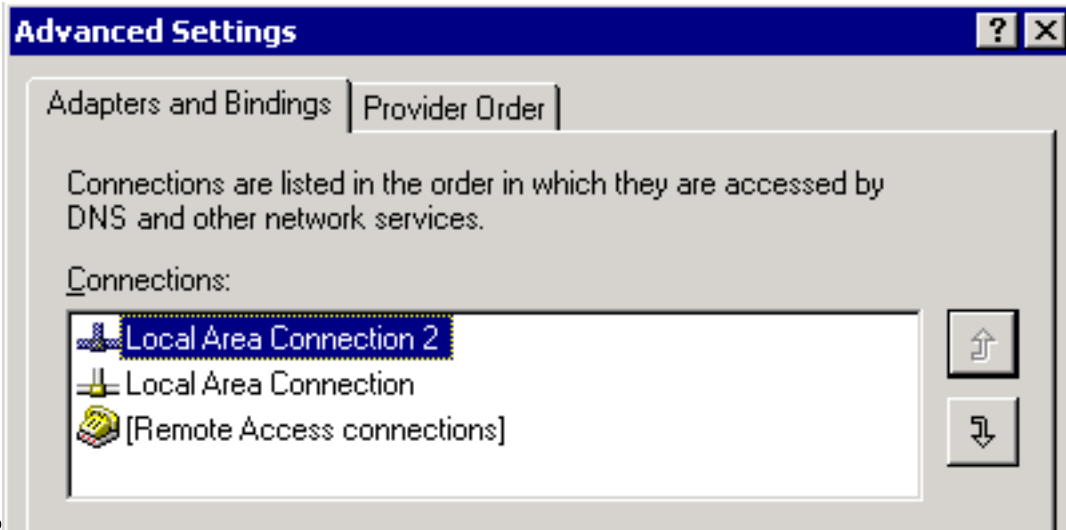 Advanced Settings
Adapters and Bindings
Provider Order
Connections are listed in the order in which they are accessed by
DNS and other network services.
Connections:
Local Area Connection 2
Local Area Connection
[Remote Access connections]